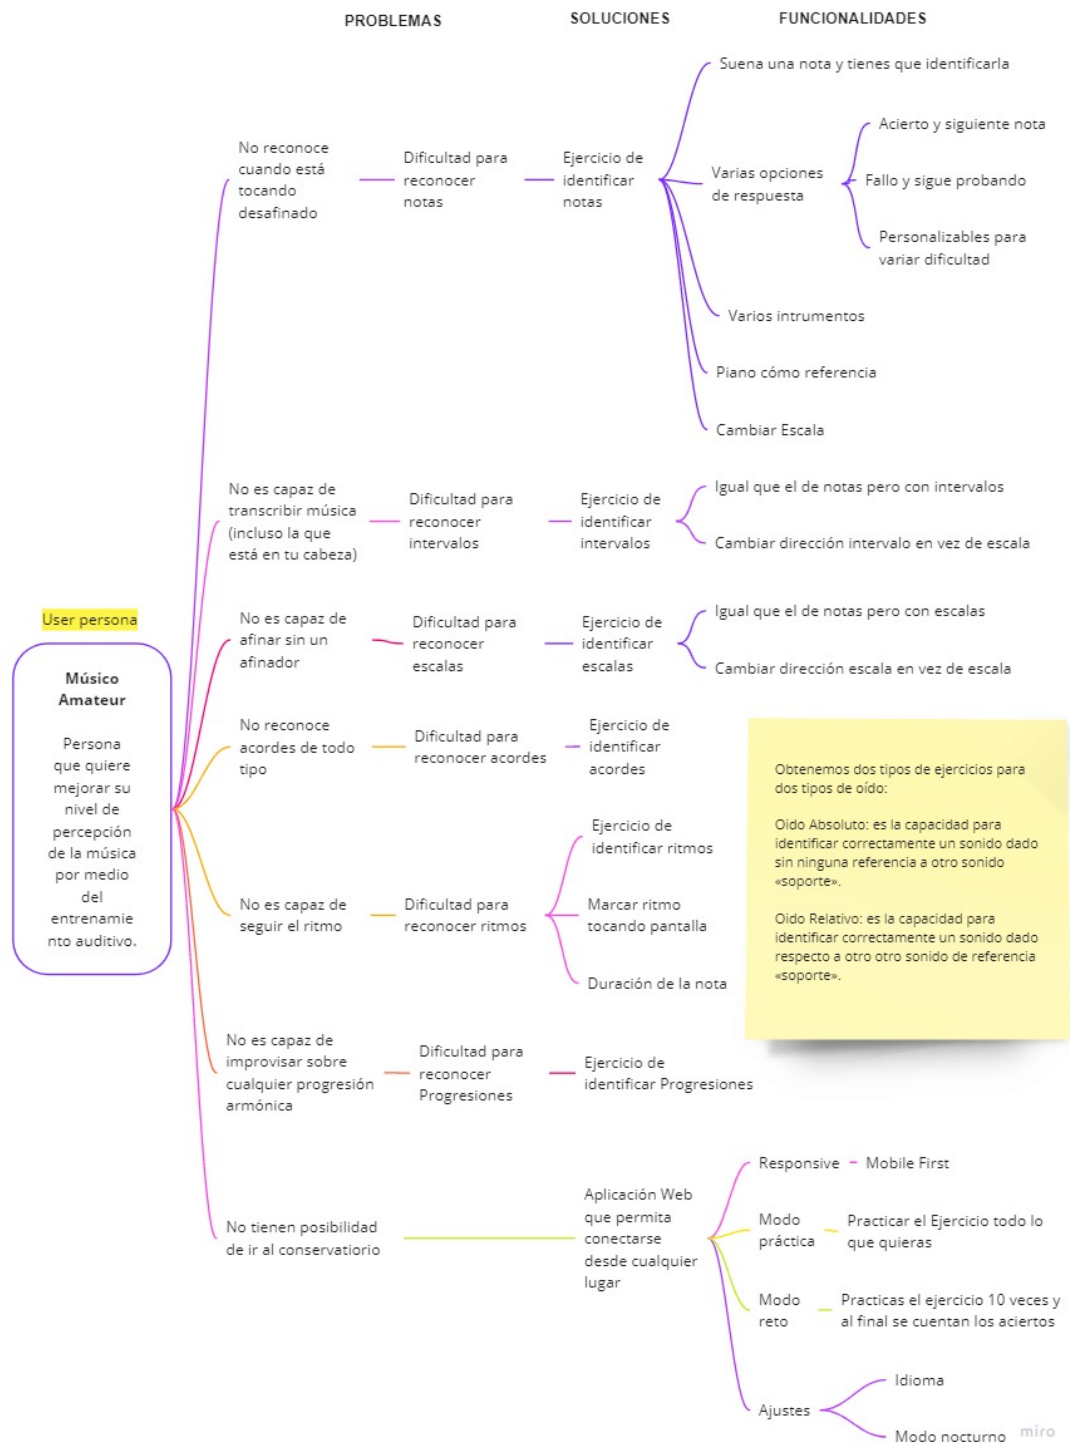 PROBLEMAS
SOLUCIONES
FUNCIONALIDADES
User persona
Músico
Amateur
Persona
que quiere
mejorar su
nivel de
percepción
de la música
por medio
del
entrenamie
nto auditivo.
No reconoce
cuando está
tocando
desafinado
Dificultad para
reconocer
notas
Ejercicio de
identificar
notas
Suena una nota y tienes que identificarla
Varias opciones
de respuesta
Acierto y siguiente nota
Fallo y sigue probando
Personalizables para
variar dificultad
Varios intrumentos
Piano cómo referencia
Cambiar Escala
No es capaz de
transcribir música
(incluso la que
está en tu cabeza)
Dificultad para
reconocer
intervalos
Ejercicio de
identificar
intervalos
Igual que el de notas pero con intervalos
Cambiar dirección intervalo en vez de escala
No es capaz de
afinar sin un
afinador
Dificultad para
reconocer
escalas
Ejercicio de
identificar
escalas
Igual que el de notas pero con escalas
Cambiar dirección escala en vez de escala
No reconoce
acordes de todo
tipo
Dificultad para
reconocer acordes
Ejercicio de
identificar
acordes
No es capaz de
seguir el ritmo
Dificultad para
reconocer ritmos
Ejercicio de
identificar ritmos
Marcar ritmo
tocando pantalla
Duración de la nota
Obtenemos dos tipos de ejercicios para
dos tipos de oído:
Oido Absoluto: es la capacidad para
identificar correctamente un sonido dado
sin ninguna referencia a otro sonido
«soporte».
Oido Relativo: es la capacidad para
identificar correctamente un sonido dado
respecto a otro otro sonido de referencia
«soporte».
No es capaz de
improvisar sobre
cualquier progresión
armónica
Dificultad para
reconocer
Progresiones
Ejercicio de
identificar Progresiones
No tienen posibilidad
de ir al conservatiorio
Aplicación Web
que permita
conectarse
desde cualquier
lugar
Responsive
Mobile First
Modo
práctica
Practicar el Ejercicio todo lo
que quieras
Modo
reto
Practicas el ejercicio 10 veces y
al final se cuentan los aciertos
Ajustes
Idioma
Modo nocturno
miro